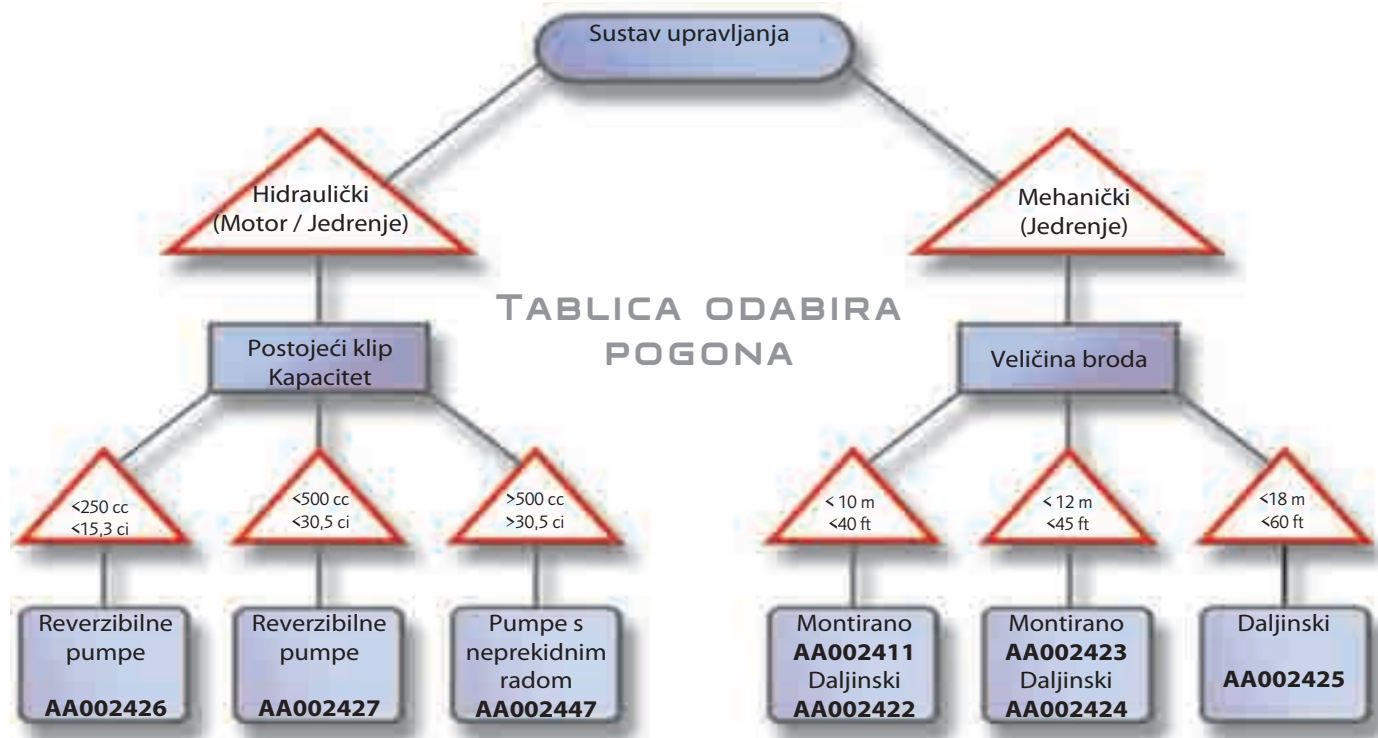 Sustav upravljanja
Hidraulički
(Motor / Jedrenje)
Mehanički
(Jedrenje)
TABLICA ODABIRA
POGONA
Postojeći klip
Kapacitet
Veličina broda
<250 cc
<15,3 ci
<500 cc
<30,5 ci
>500 cc
>30,5 ci
< 10 m
<40 ft
< 12 m
<45 ft
<18 m
<60 ft
Reverzibilne
pumpe
AA002426
Reverzibilne
pumpe
AA002427
Pumpe s
neprekidnim
radom
AA002447
Montirano
AA002411
Daljinski
AA002422
Montirano
AA002423
Daljinski
AA002424
Daljinski
AA002425